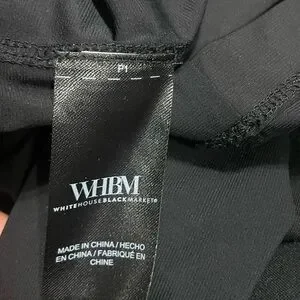 P1
WHBM
WHITEHOUSEBLACKMARKET®
MADE IN CHINA / HECHO
EN CHINA / FABRIQUÉ EN
CHINE